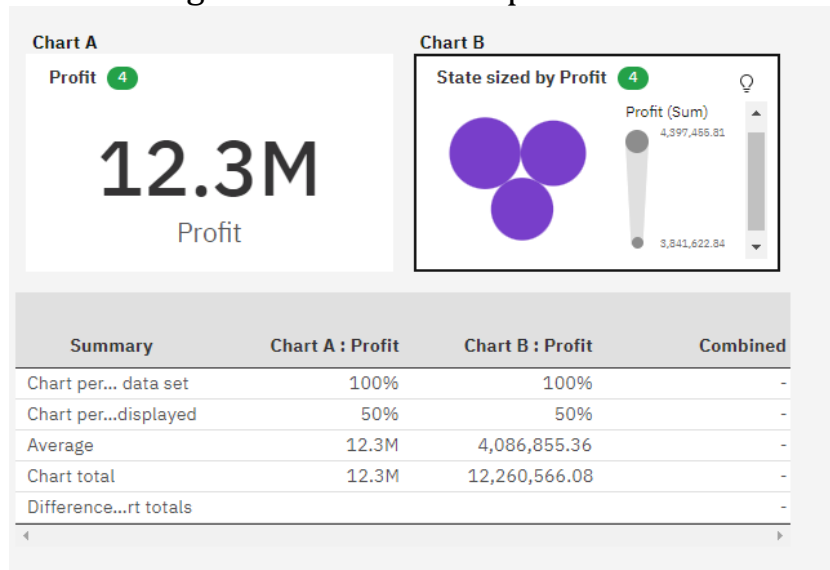 Chart A
Chart B
Profit 4
State sized by Profit 4
12.3M
Profit
Profit (Sum)
4,397,455.81
3,841,622.84
Summary Chart A : Profit Chart B : Profit Combined
Chart per... data set 100% 100% -
Chart per...displayed 50% 50% -
Average 12.3M 4,086,855.36 -
Chart total 12.3M 12,260,566.08 -
Difference...rt totals -